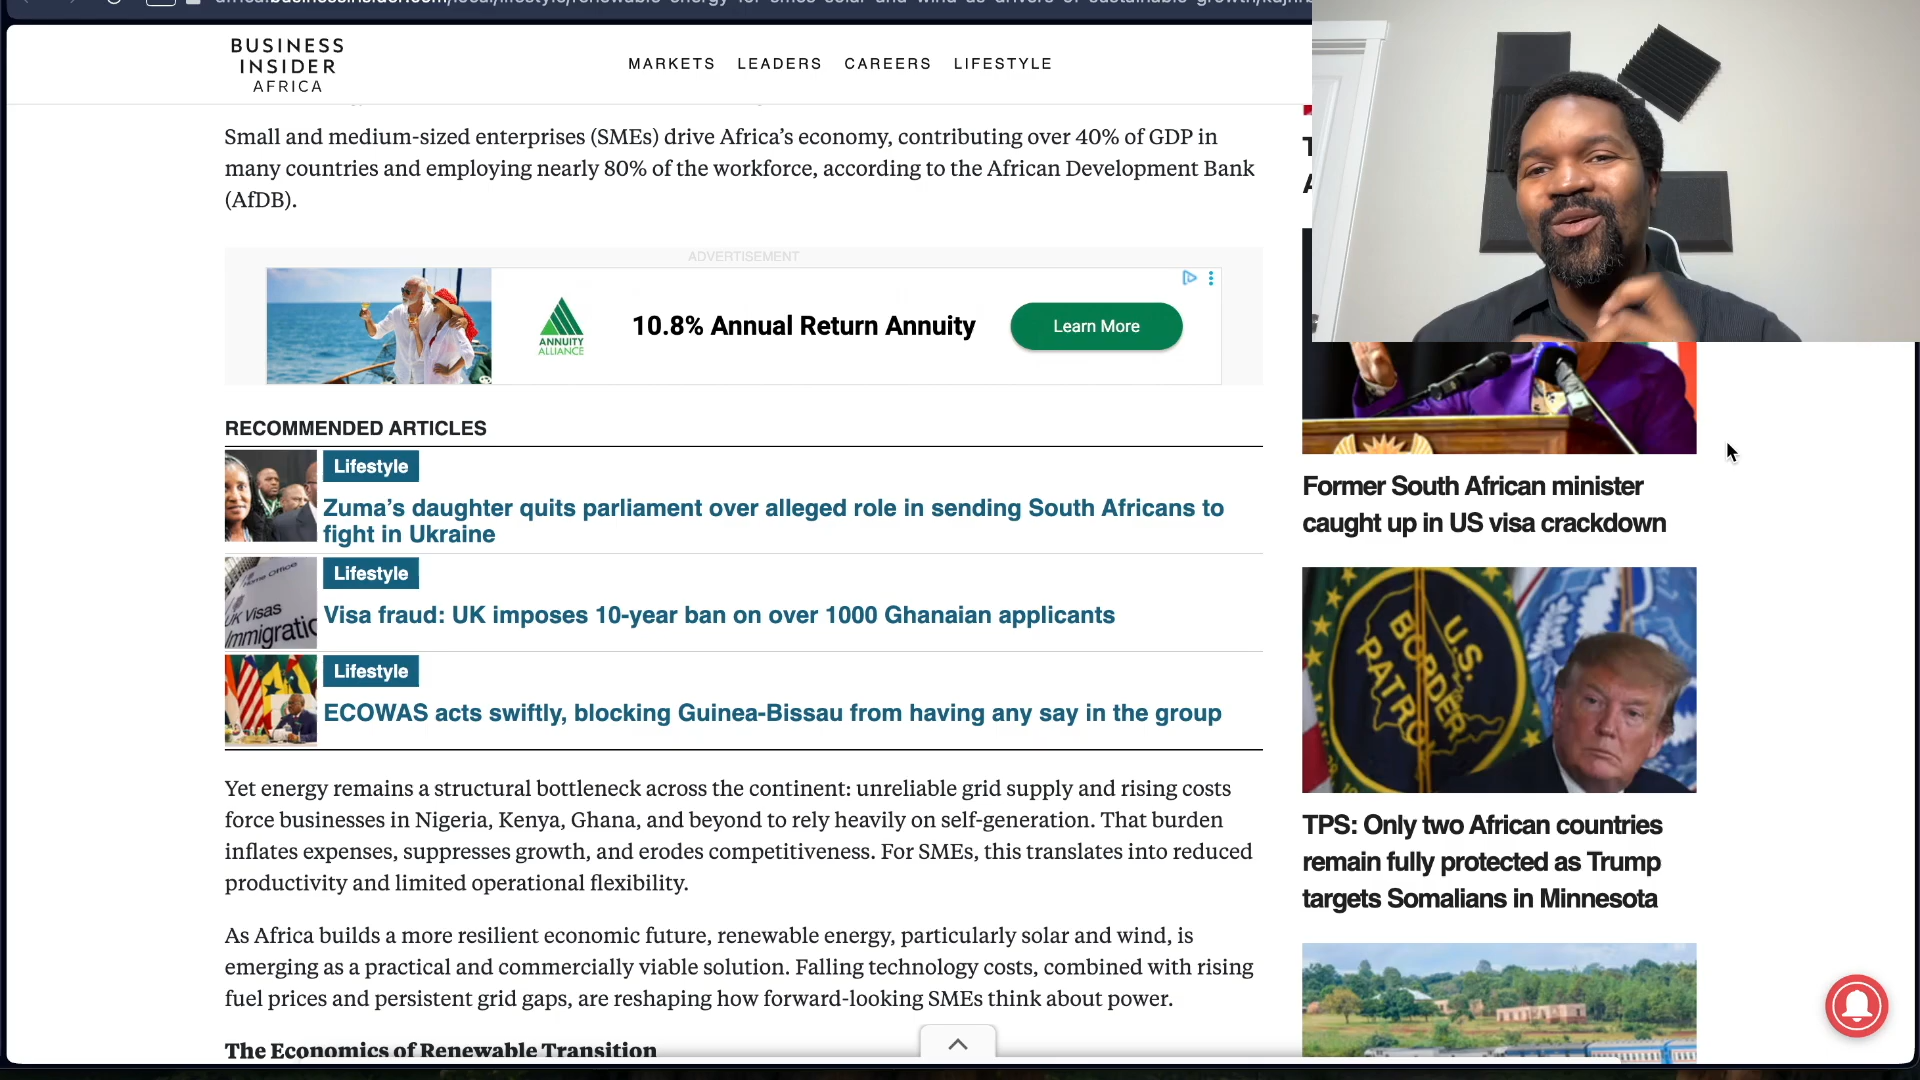 BUSINESS
INSIDER
AFRICA
MARKETS LEADERS CAREERS LIFESTYLE
Small and medium-sized enterprises (SMEs) drive Africa’s economy, contributing over 40% of GDP in
many countries and employing nearly 80% of the workforce, according to the African Development Bank
(AfDB).
ADVERTISEMENT
ANNUITY
ALLIANCE
10.8% Annual Return Annuity
Learn More
RECOMMENDED ARTICLES
Lifestyle
Zuma’s daughter quits parliament over alleged role in sending South Africans to
fight in Ukraine
Home Office
UK Visas
Immigratio
Lifestyle
Visa fraud: UK imposes 10-year ban on over 1000 Ghanaian applicants
Lifestyle
ECOWAS acts swiftly, blocking Guinea-Bissau from having any say in the group
Yet energy remains a structural bottleneck across the continent: unreliable grid supply and rising costs
force businesses in Nigeria, Kenya, Ghana, and beyond to rely heavily on self-generation. That burden
inflates expenses, suppresses growth, and erodes competitiveness. For SMEs, this translates into reduced
productivity and limited operational flexibility.
As Africa builds a more resilient economic future, renewable energy, particularly solar and wind, is
emerging as a practical and commercially viable solution. Falling technology costs, combined with rising
fuel prices and persistent grid gaps, are reshaping how forward-looking SMEs think about power.
The Economics of Renewable Transition
Former South African minister
caught up in US visa crackdown
U.S.
BORDER
PATROL
TPS: Only two African countries
remain fully protected as Trump
targets Somalians in Minnesota